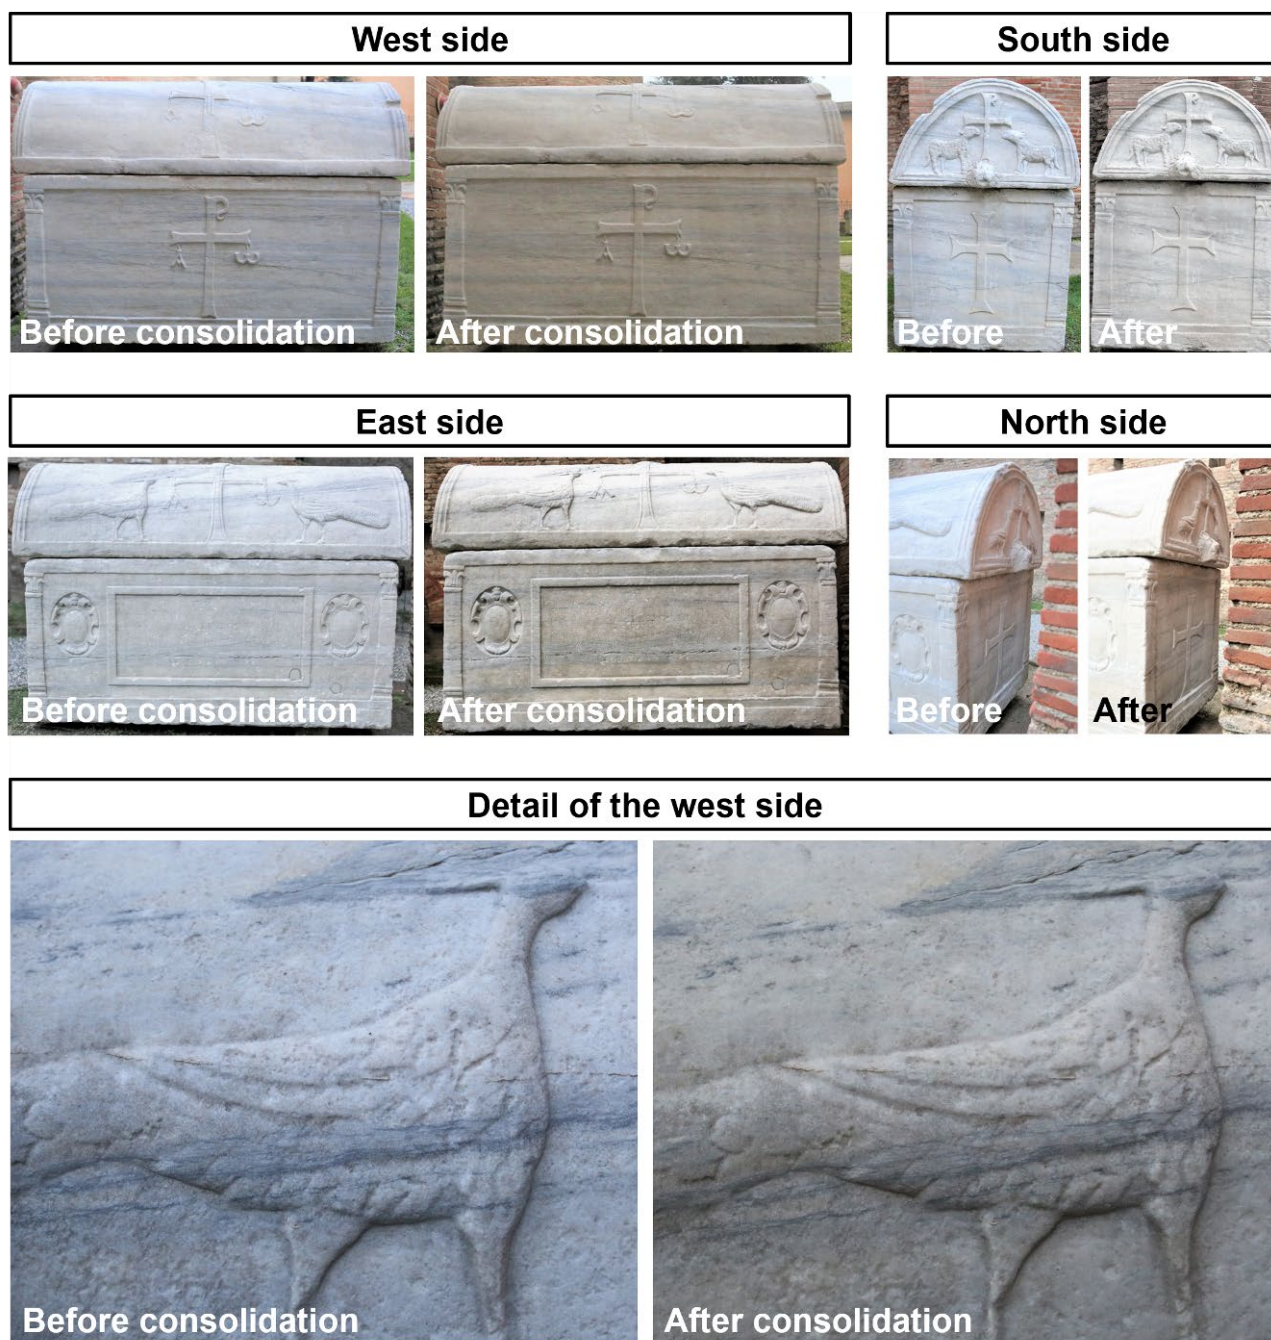 West side
South side
Before consolidation
After consolidation
Before
After
East side
North side
Before consolidation
After consolidation
Before
After
Detail of the west side
Before consolidation
After consolidation